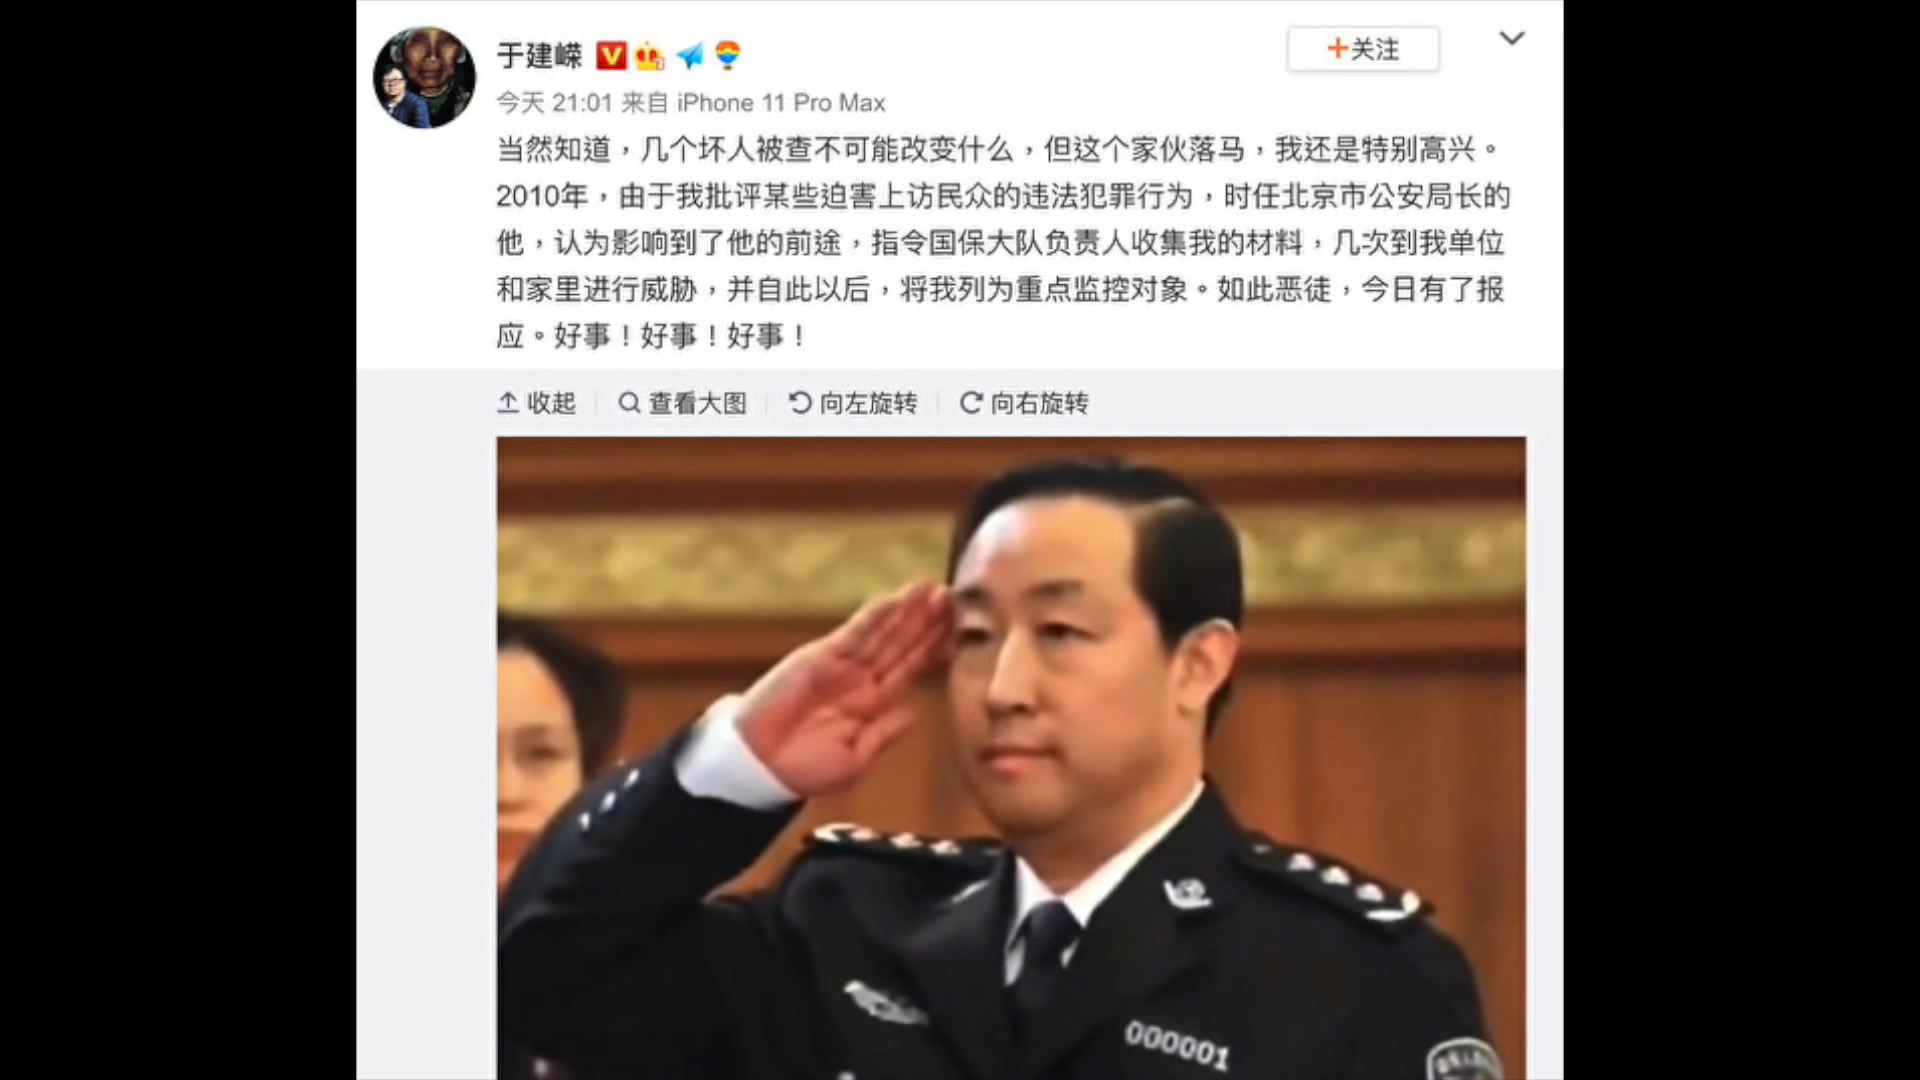 于建嵘
+关注
今天 21:01 来自 iPhone 11 Pro Max
当然知道，几个坏人被查不可能改变什么，但这个家伙落马，我还是特别高兴。
2010年，由于我批评某些迫害上访民众的违法犯罪行为，时任北京市公安局长的
他，认为影响到了他的前途，指令国保大队负责人收集我的材料，几次到我单位
和家里进行威胁，并自此以后，将我列为重点监控对象。如此恶徒，今日有了报
应。好事！好事！好事！
收起 查看大图 向左旋转 向右旋转
000001